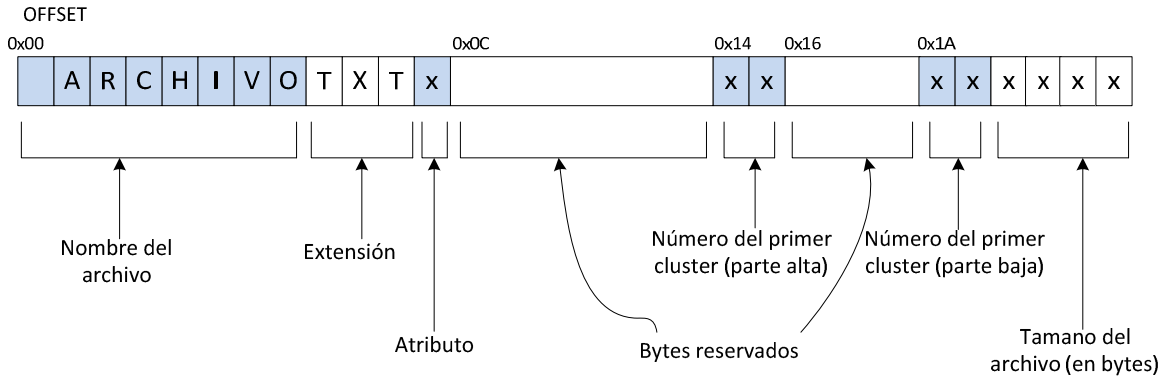 OFFSET
0x00 0x0C 0x14 0x16 0x1A
A R C H I V O T X T x x x x x x x x x
Nombre del
archivo
Extensión
Atributo
Bytes reservados
Número del primer
cluster (parte alta)
Número del primer
cluster (parte baja)
Tamano del
archivo (en bytes)